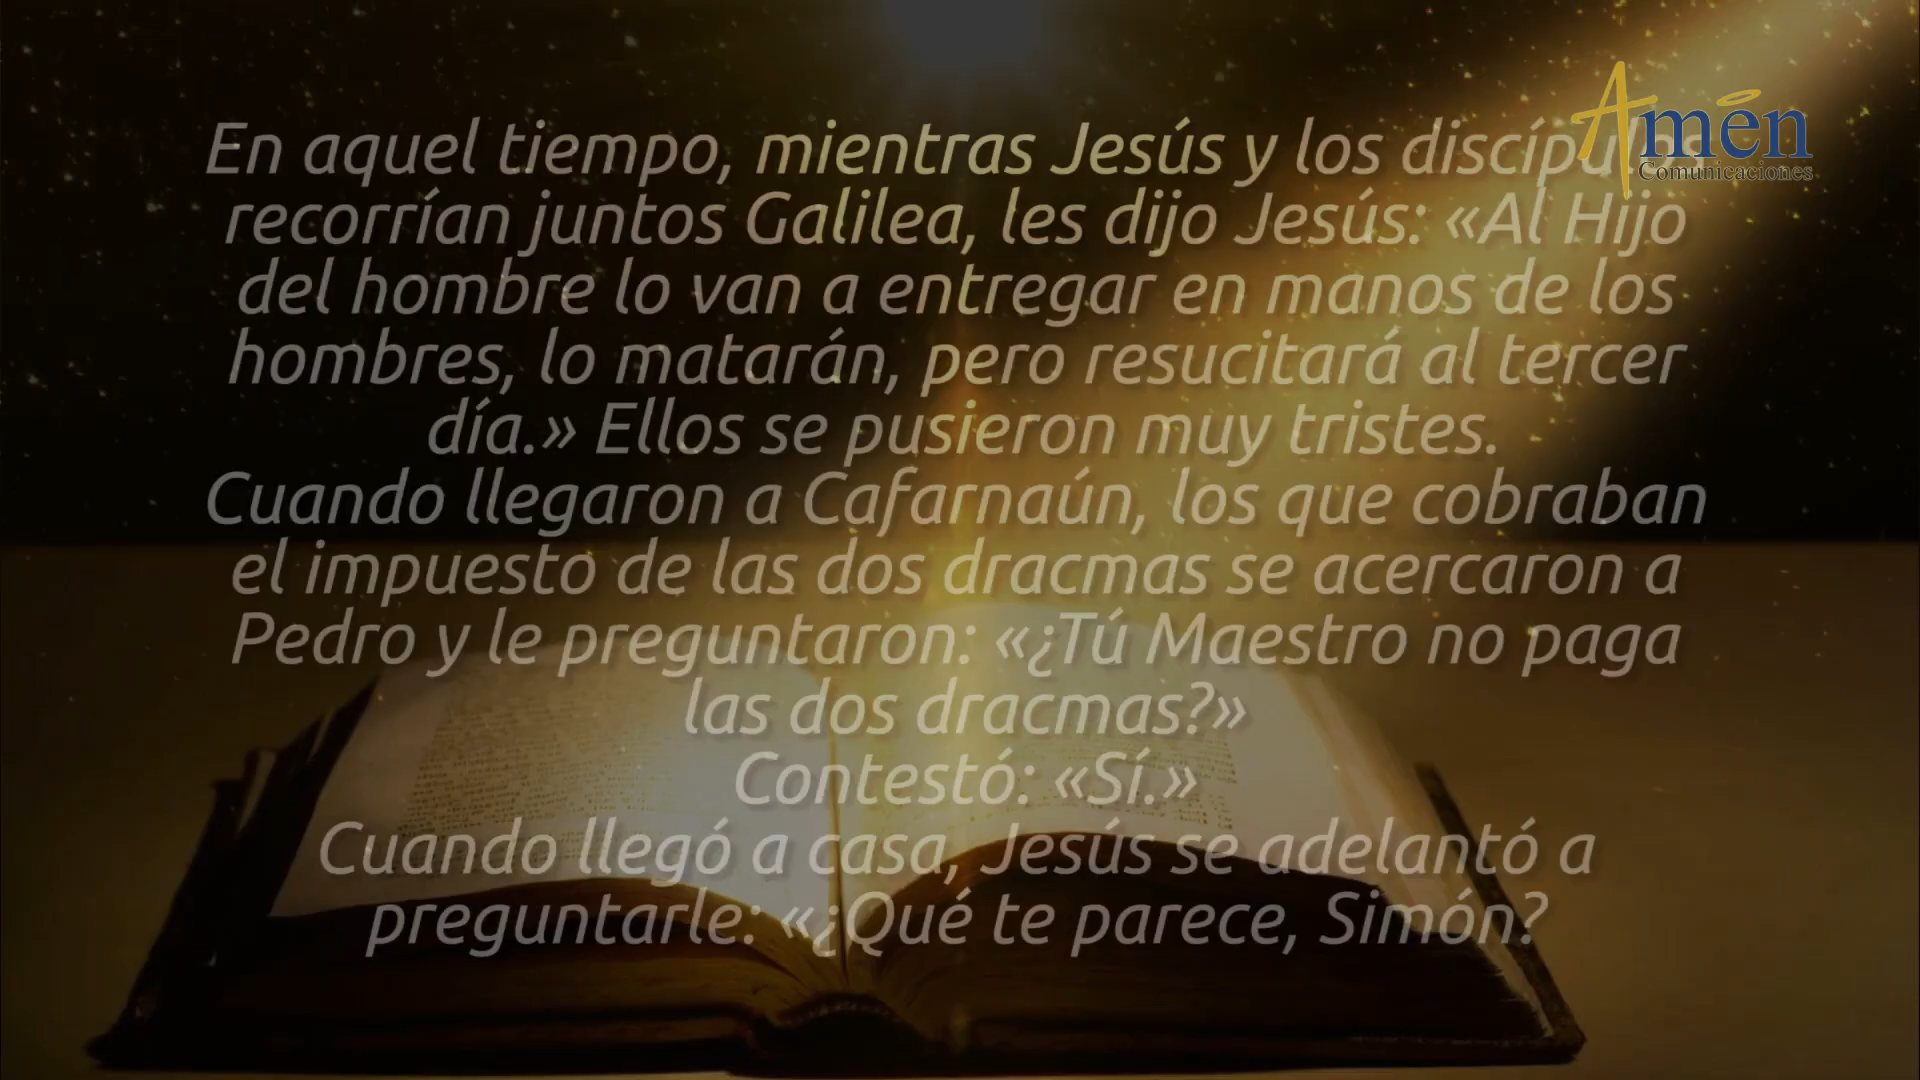 Amén
Comunicaciones
En aquel tiempo, mientras Jesús y los discípulos
recorrían juntos Galilea, les dijo Jesús: «Al Hijo
del hombre lo van a entregar en manos de los
hombres, lo matarán, pero resucitará al tercer
día.» Ellos se pusieron muy tristes.
Cuando llegaron a Cafarnaún, los que cobraban
el impuesto de las dos dracmas se acercaron a
Pedro y le preguntaron: «¿Tú Maestro no paga
las dos dracmas?»
Contestó: «Sí.»
Cuando llegó a casa, Jesús se adelantó a
preguntarle: «¿Qué te parece, Simón?